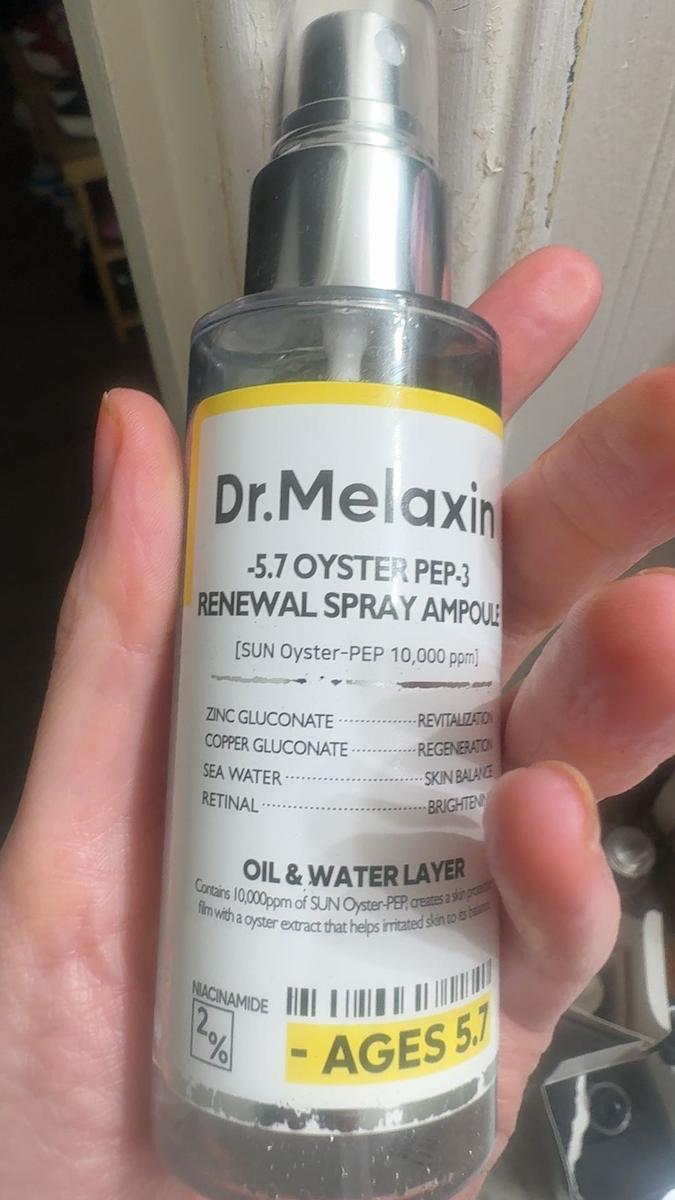 Dr.Melaxin
-5.7 OYSTER PEP-3
RENEWAL SPRAY AMPOULE
[SUN Oyster-PEP 10,000 ppm]
ZINC GLUCONATE ··············· REVITALIZATION
COPPER GLUCONATE ············· REGENERATION
SEA WATER ························ SKIN BALANCE
RETINAL ····························
OIL & WATER LAYER
Contains 10,000ppm of SUN Oyster-PEP, creates a skin
film with a oyster extract that helps irritated skin to its
NIACINAMIDE
2%
- AGES 5.7